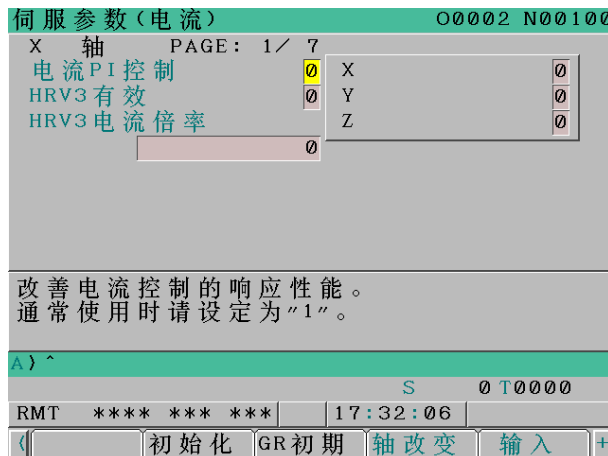 伺服参数(电流) O0002 N00100
X 轴 PAGE: 1/ 7
电流PI控制 0 X 0
HRV3有效 0 Y 0
HRV3电流倍率 Z 0
0
改善电流控制的响应性能。
通常使用时请设定为"1"。
A) ^
S 0 T0000
RMT **** *** *** 17:32:06
( 初始化 GR初期 轴改变 输入 +